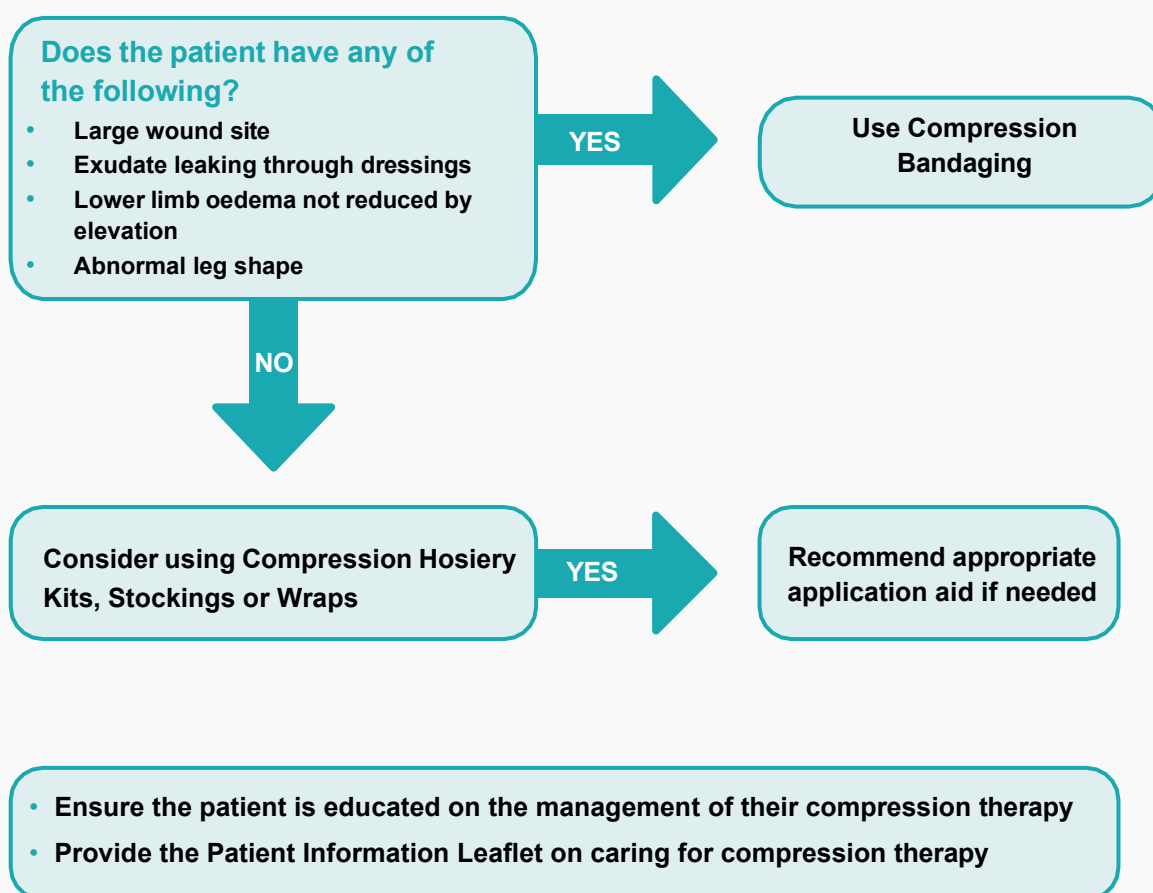 Does the patient have any of
the following?
• Large wound site
• Exudate leaking through dressings
• Lower limb oedema not reduced by
elevation
• Abnormal leg shape
YES
Use Compression
Bandaging
NO
Consider using Compression Hosiery
Kits, Stockings or Wraps
YES
Recommend appropriate
application aid if needed
• Ensure the patient is educated on the management of their compression therapy
• Provide the Patient Information Leaflet on caring for compression therapy